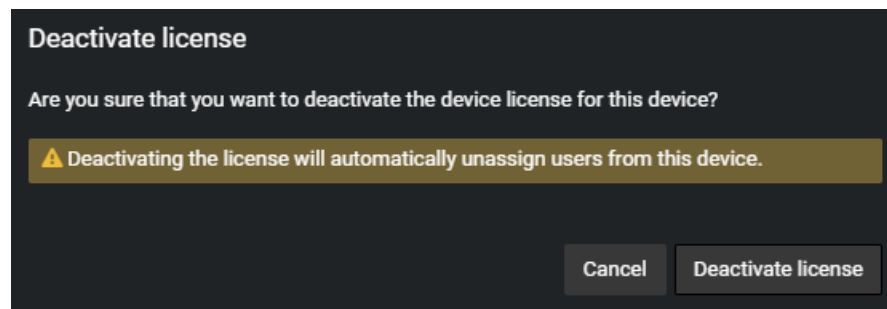 Deactivate license
Are you sure that you want to deactivate the device license for this device?
Deactivating the license will automatically unassign users from this device.
Cancel
Deactivate license